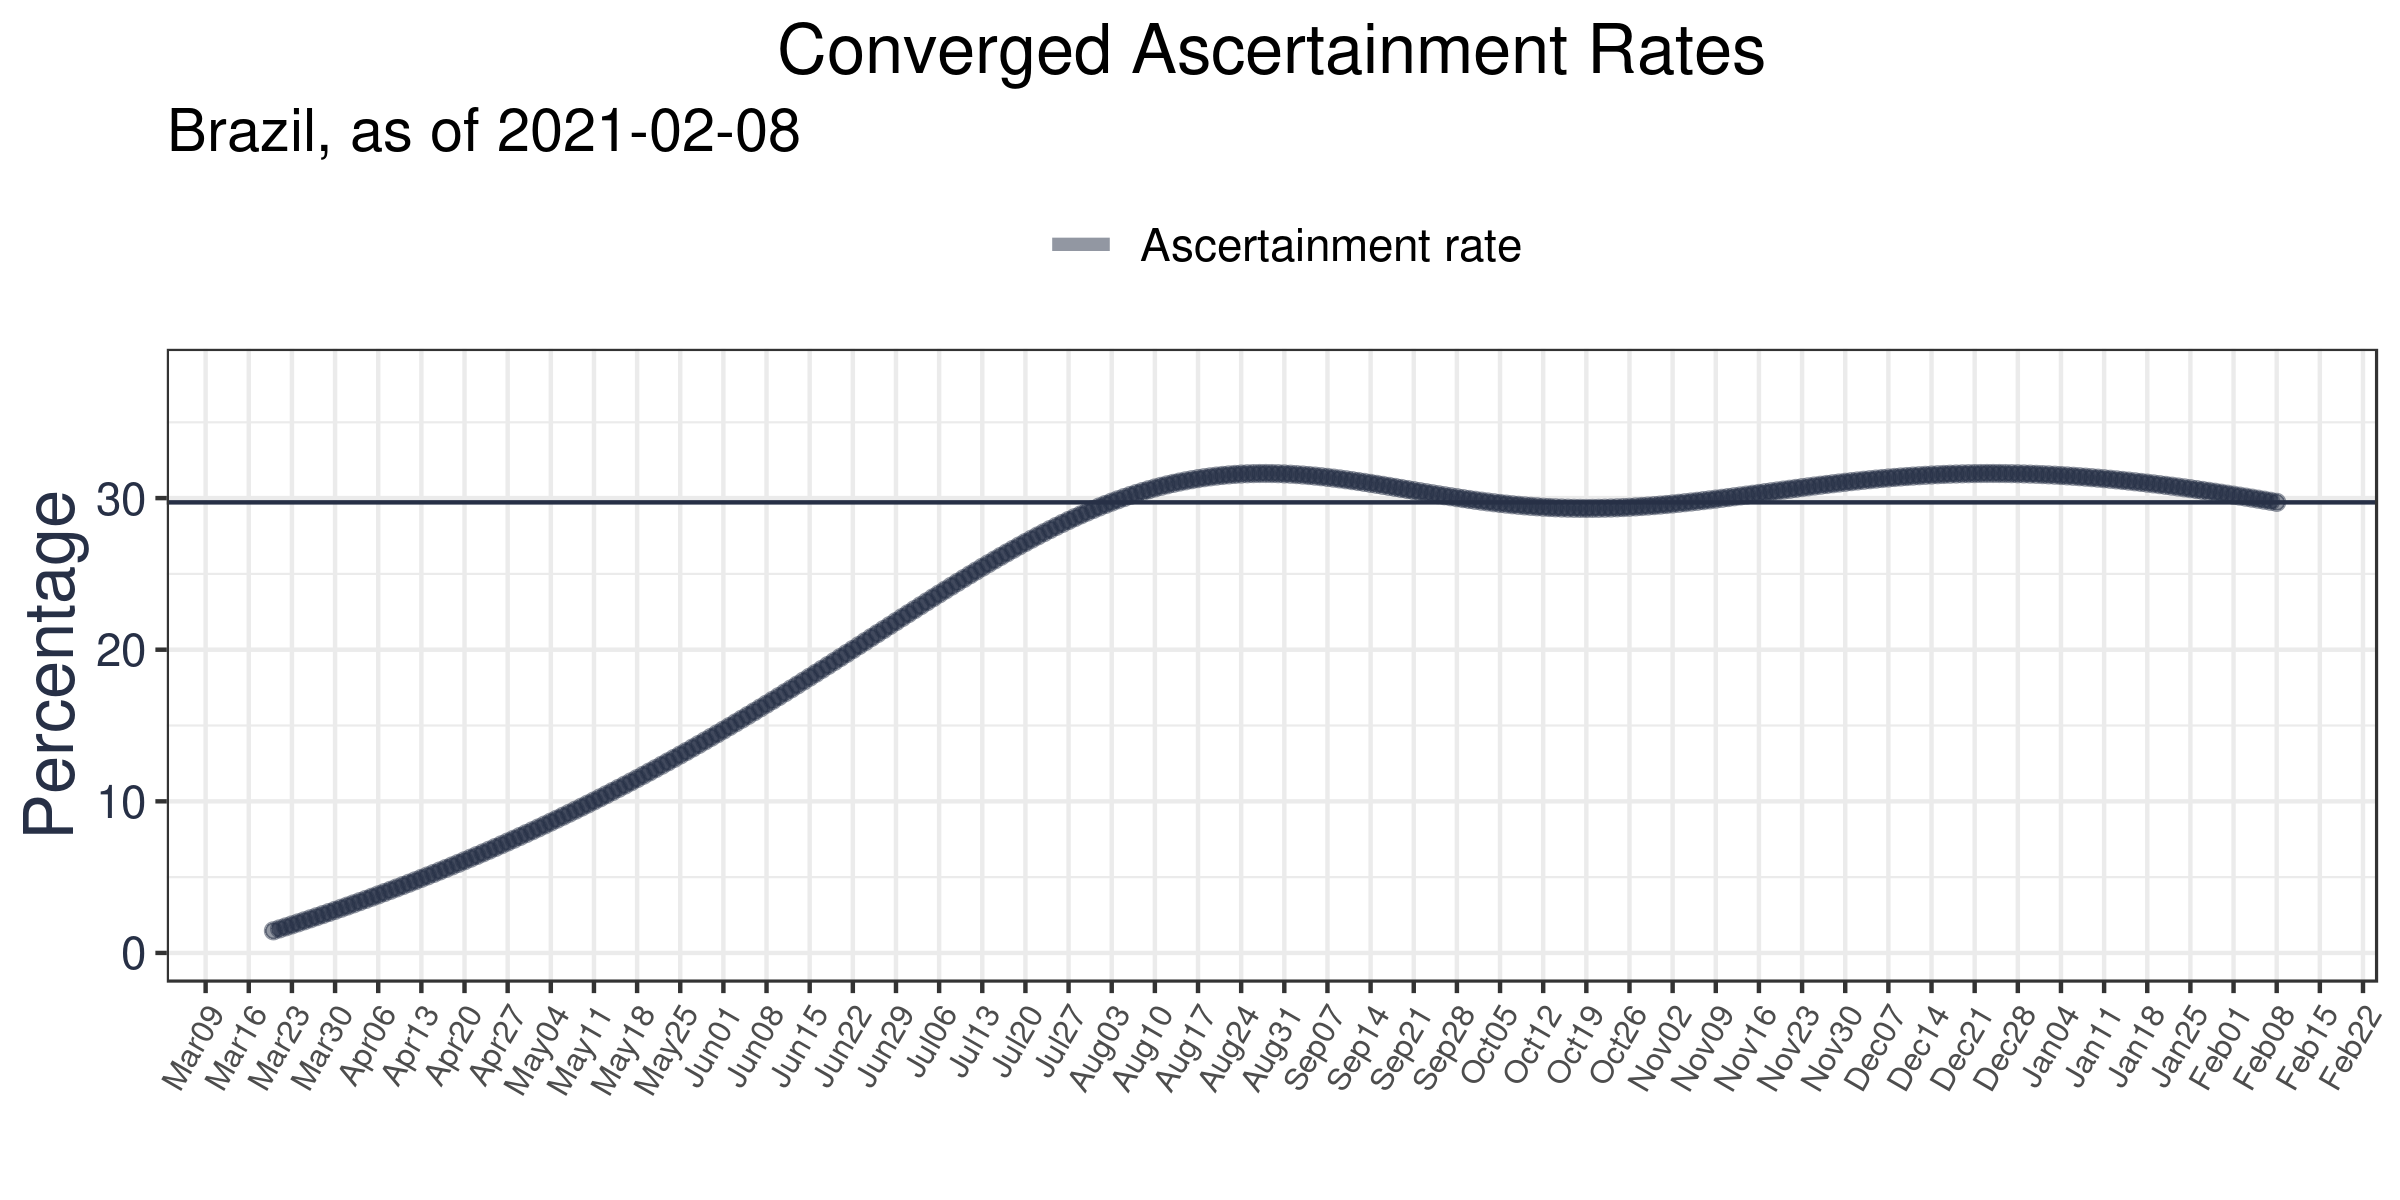 Converged Ascertainment Rates
Brazil, as of 2021-02-08
Ascertainment rate
Percentage
30
20
10
0
Mar09 Mar16 Mar23 Mar30 Apr06 Apr13 Apr20 Apr27 May04 May11 May18 May25 Jun01 Jun08 Jun15 Jun22 Jun29 Jul06 Jul13 Jul20 Jul27 Aug03 Aug10 Aug17 Aug24 Aug31 Sep07 Sep14 Sep21 Sep28 Oct05 Oct12 Oct19 Oct26 Nov02 Nov09 Nov16 Nov23 Nov30 Dec07 Dec14 Dec21 Dec28 Jan04 Jan11 Jan18 Jan25 Feb01 Feb08 Feb15 Feb22